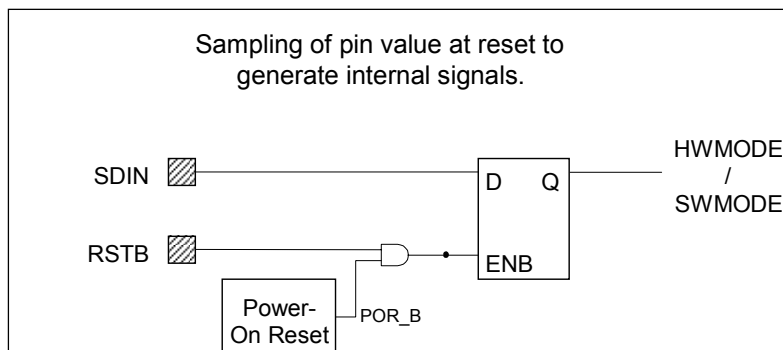 Sampling of pin value at reset to
generate internal signals.
SDIN
D Q
HWMODE
/
SWMODE
RSTB
ENB
Power-
On Reset
POR_B